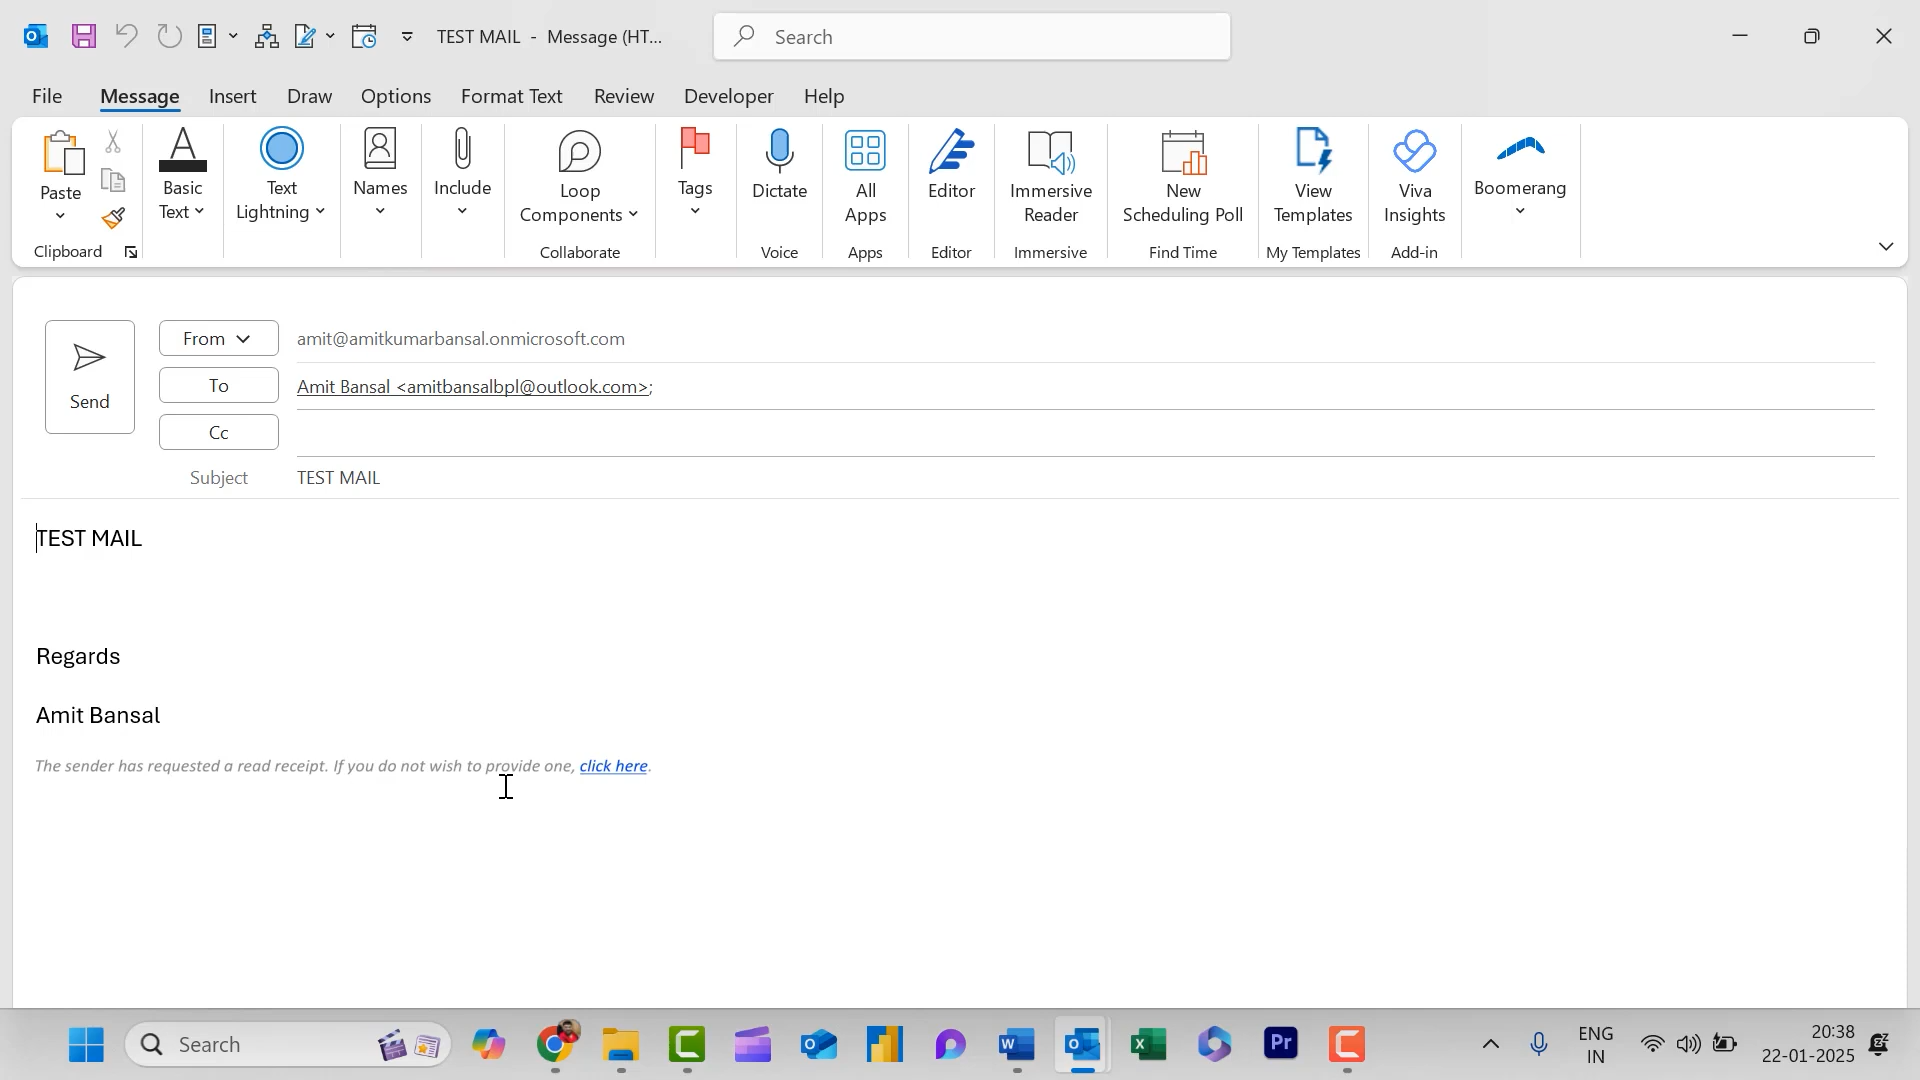 TEST MAIL - Message (HT...
Search
File Message Insert Draw Options Format Text Review Developer Help
Paste
Basic Text
Text Lightning
Names
Include
Loop Components
Tags
Dictate
All Apps
Editor
Immersive Reader
New Scheduling Poll
View Templates
Viva Insights
Boomerang
Clipboard Collaborate Voice Apps Editor Immersive Find Time My Templates Add-in
Send
From amit@amitkumarbansal.onmicrosoft.com
To Amit Bansal <amitbansalbpl@outlook.com>;
Cc
Subject TEST MAIL
TEST MAIL
Regards
Amit Bansal
The sender has requested a read receipt. If you do not wish to provide one, click here.
Search
W
Pr
ENG
IN
20:38
22-01-2025